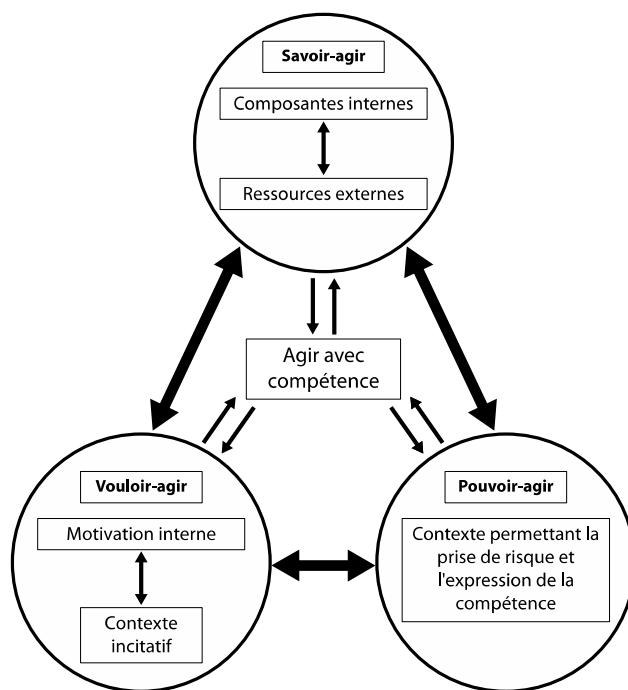 Savoir-agir
Composantes internes
Ressources externes
Agir avec
compétence
Vouloir-agir
Motivation interne
Contexte
incitatif
Pouvoir-agir
Contexte permettant la
prise de risque et
l'expression de la
compétence